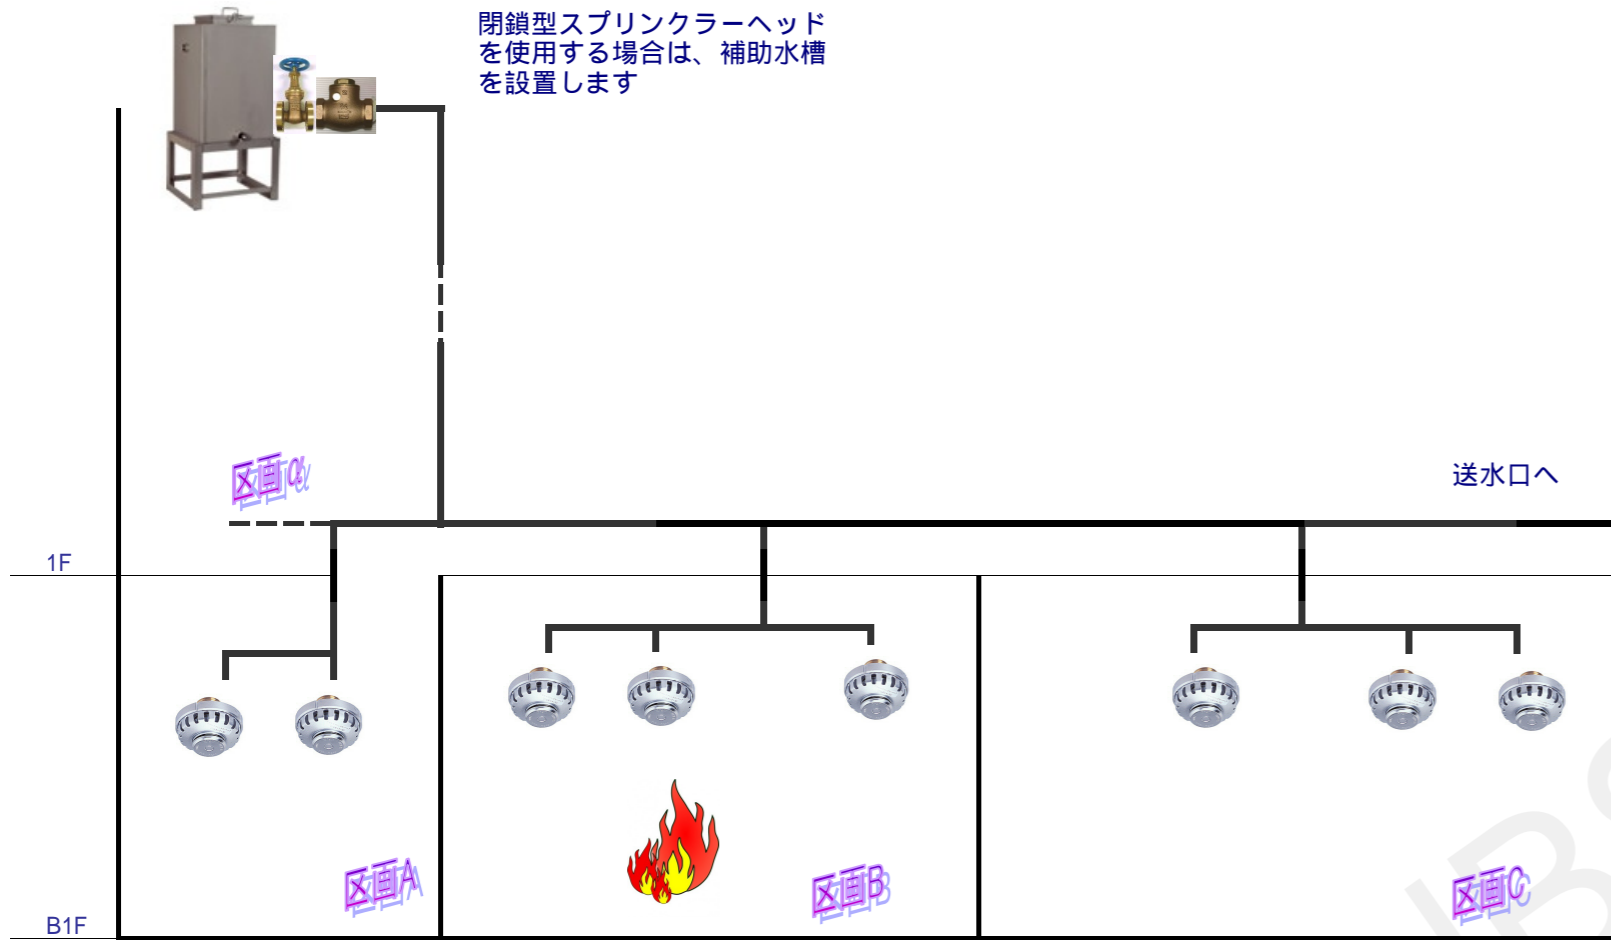 閉鎖型スプリンクラーヘッド
を使用する場合は、補助水槽
を設置します
区画α
送水口へ
1F
区画A
区画B
区画C
B1F